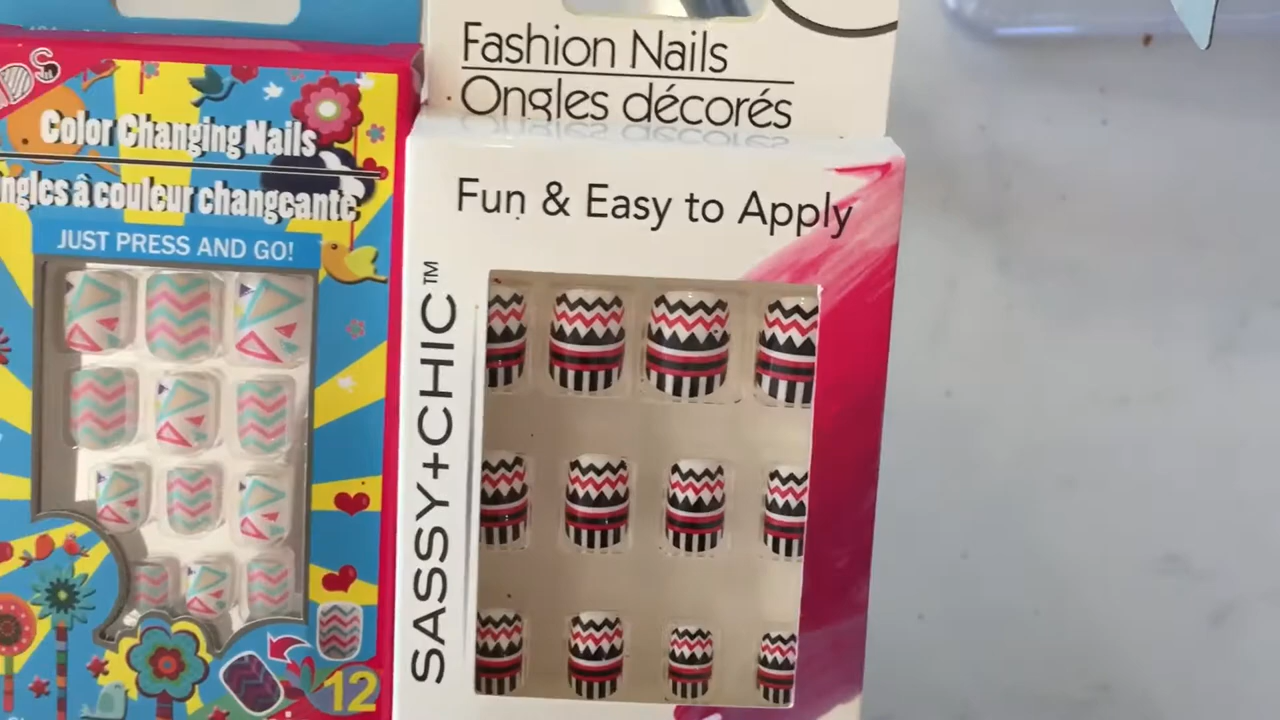 DS
Color Changing Nails
ngles à couleur changeante
JUST PRESS AND GO!
12
Fashion Nails
Ongles décorés
Fun & Easy to Apply
SASSY+CHIC™